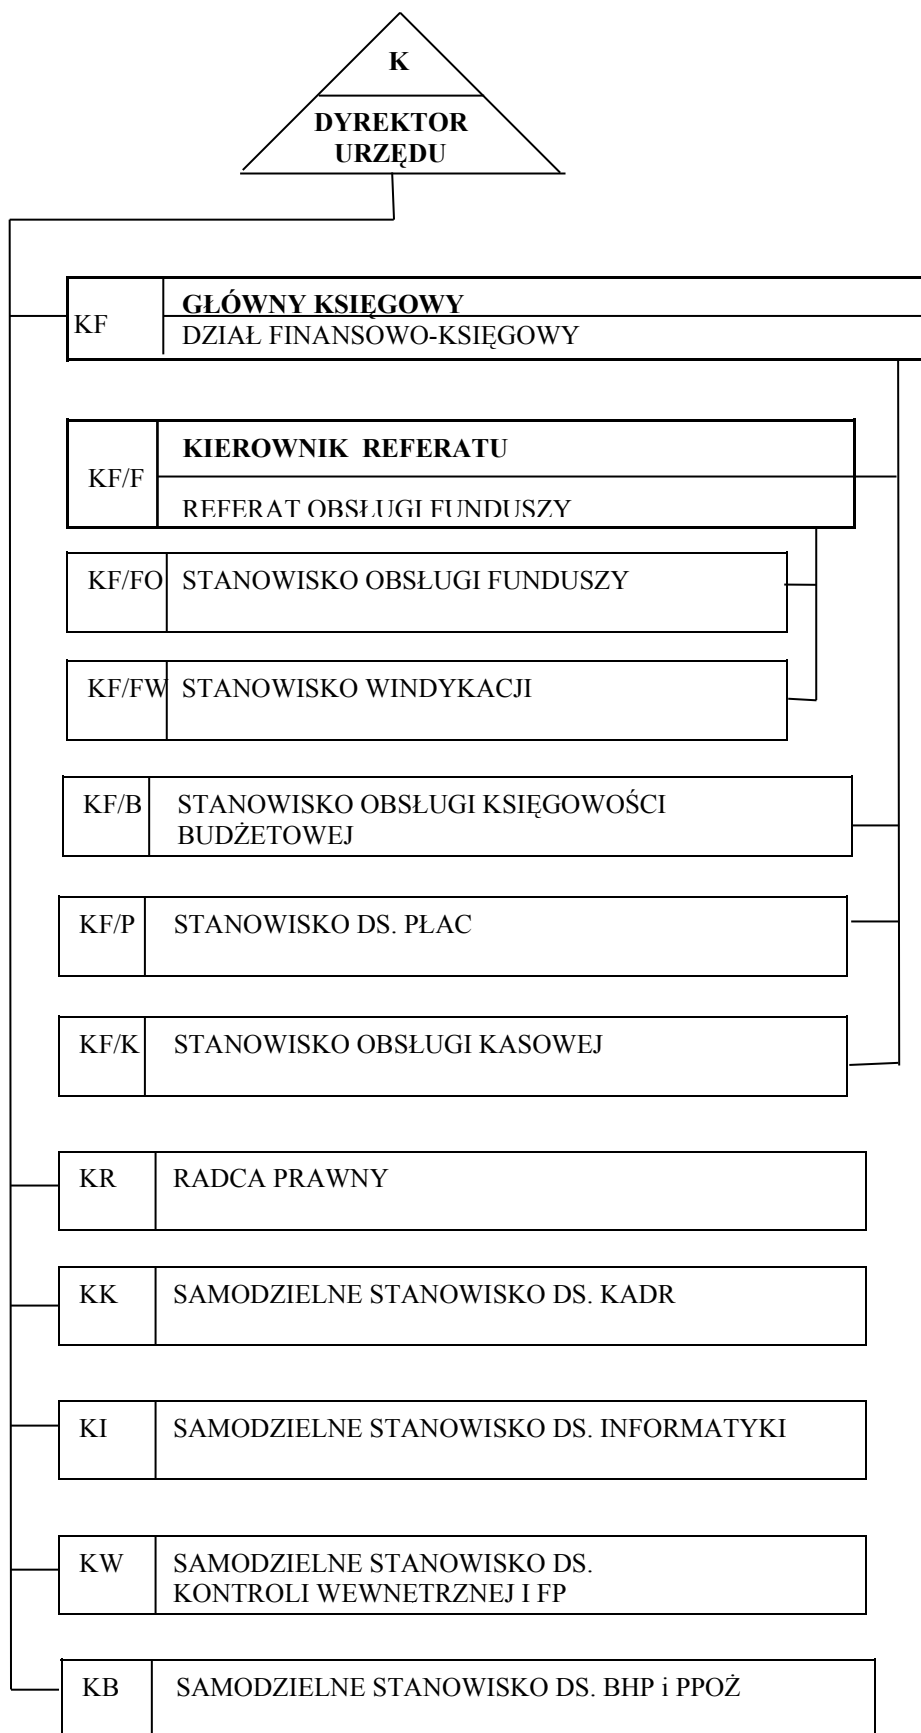 K
DYREKTOR
URZĘDU
KF
GŁÓWNY KSIĘGOWY
DZIAŁ FINANSOWO-KSIĘGOWY
KF/F
KIEROWNIK REFERATU
REFERAT OBSŁUGI FUNDUSZY
KF/FO STANOWISKO OBSŁUGI FUNDUSZY
KF/FW STANOWISKO WINDYKACJI
KF/B STANOWISKO OBSŁUGI KSIĘGOWOŚCI
BUDŻETOWEJ
KF/P STANOWISKO DS. PŁAC
KF/K STANOWISKO OBSŁUGI KASOWEJ
KR RADCA PRAWNY
KK SAMODZIELNE STANOWISKO DS. KADR
KI SAMODZIELNE STANOWISKO DS. INFORMATYKI
KW SAMODZIELNE STANOWISKO DS.
KONTROLI WEWNETRZNEJ I FP
KB SAMODZIELNE STANOWISKO DS. BHP i PPOŻ